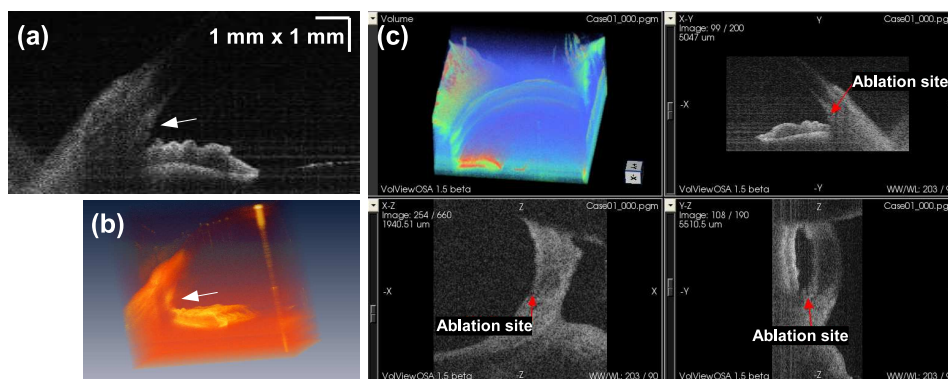 (a)
1 mm x 1 mm
(b)
(c)
Volume
Case01_000.pgm
VolViewOSA 1.5 beta
X-Y
Image: 99 / 200
5047 um
Y
Case01_000.pgm
Ablation site
-X
-Y
VolViewOSA 1.5 beta
WW/WL: 203 / 9
X-Z
Image: 254 / 660
1940.51 um
Z
Case01_000.pgm
-X
X
Ablation site
-Z
VolViewOSA 1.5 beta
WW/WL: 203 / 90
Y-Z
Image: 108 / 190
5510.5 um
Z
Case01_000.pgm
-Y
Ablation site
-Z
VolViewOSA 1.5 beta
WW/WL: 203 / 9